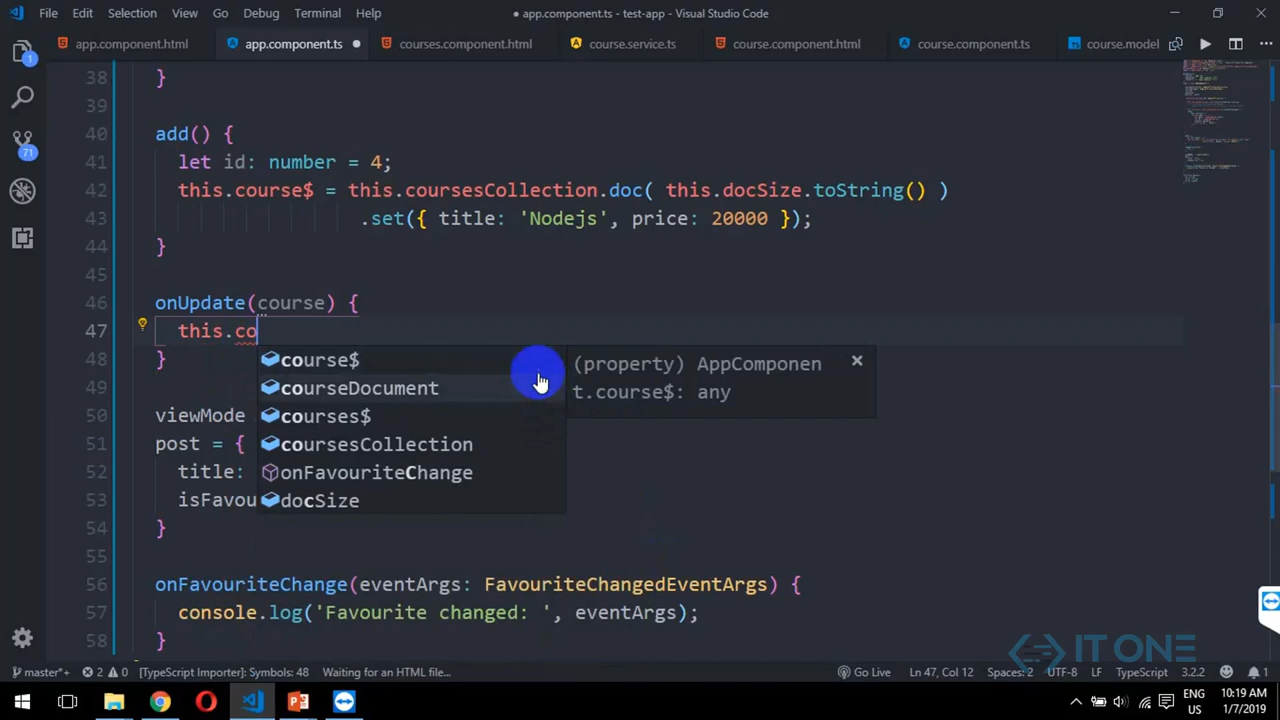 File Edit Selection View Go Debug Terminal Help
● app.component.ts - test-app - Visual Studio Code
app.component.html app.component.ts ● courses.component.html course.service.ts course.component.html course.component.ts course.model
1
71
38 }
39
40 add() {
41 let id: number = 4;
42 this.course$ = this.coursesCollection.doc( this.docSize.toString() )
43 .set({ title: 'Nodejs', price: 20000 });
44 }
45
46 onUpdate(course) {
47 this.co
48 }
course$
(property) AppComponen
t.course$: any
49
courseDocument
50 viewMode
courses$
51 post = {
coursesCollection
52 title:
onFavouriteChange
53 isFavou
docSize
54 }
55
56 onFavouriteChange(eventArgs: FavouriteChangedEventArgs) {
57 console.log('Favourite changed: ', eventArgs);
58 }
IT ONE
master*+ 2 0 [TypeScript Importer]: Symbols: 48 Waiting for an HTML file... Go Live Ln 47, Col 12 Spaces: 2 UTF-8 LF TypeScript 3.2.2 1
ENG 10:19 AM
US 1/7/2019